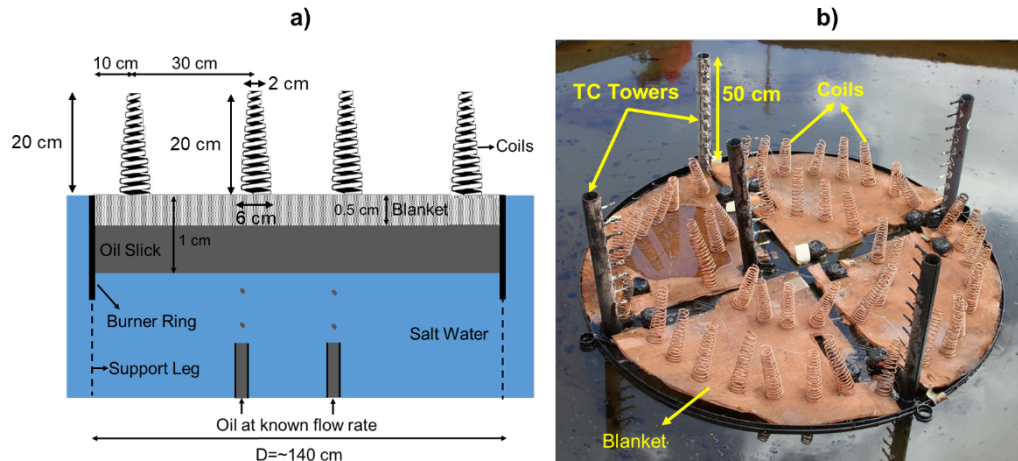 a)
10 cm
30 cm
2 cm
20 cm
20 cm
Coils
6 cm
0.5 cm
Blanket
Oil Slick
1 cm
Burner Ring
Salt Water
Support Leg
Oil at known flow rate
D=~140 cm
b)
TC Towers
50 cm
Coils
Blanket